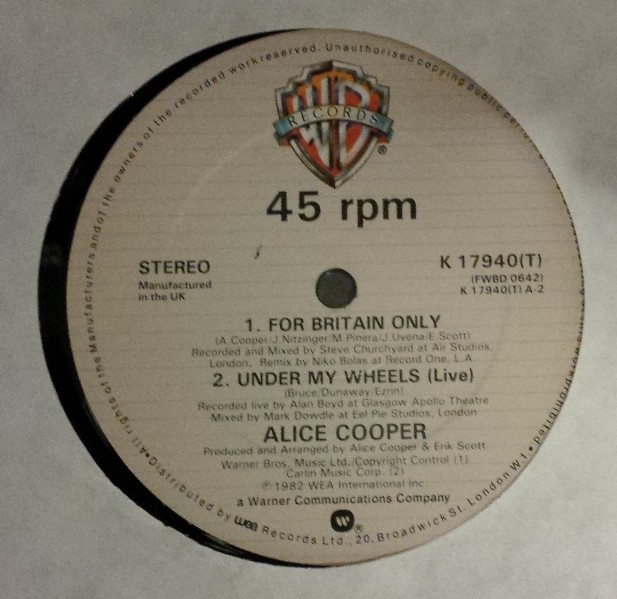 All rights of the Manufacturers and of the owners of the recorded work reserved. Unauthorised copying public
RECORDS
WB
®
45 rpm
STEREO
K 17940(T)
Manufactured
(FWBD 0642)
in the UK
K 17940(T) A-2
1. FOR BRITAIN ONLY
(A.Cooper/J.Nitzinger/M.Pinera/J.Uvena/E.Scott)
Recorded and Mixed by Steve Churchyard at Air Studios,
London. Remix by Niko Bolas at Record One, L.A.
2. UNDER MY WHEELS (Live)
(Bruce/Dunaway/Ezrin)
Recorded live by Alan Boyd at Glasgow Apollo Theatre
Mixed by Mark Dowdle at Eel Pie Studios, London
ALICE COOPER
Produced and Arranged by Alice Cooper & Erik Scott
Warner Bros. Music Ltd./Copyright Control (1)
Carlin Music Corp. (2)
℗ 1982 WEA International Inc.
a Warner Communications Company
®
•Distributed by wea Records Ltd., 20, Broadwick St. London W.1.•